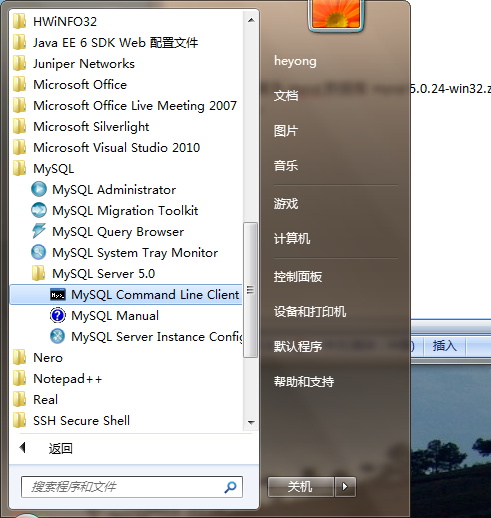 HWiNFO32
Java EE 6 SDK Web 配置文件
Juniper Networks
Microsoft Office
Microsoft Office Live Meeting 2007
Microsoft Silverlight
Microsoft Visual Studio 2010
MySQL
MySQL Administrator
MySQL Migration Toolkit
MySQL Query Browser
MySQL System Tray Monitor
MySQL Server 5.0
MySQL Command Line Client
MySQL Manual
MySQL Server Instance Config
Nero
Notepad++
Real
SSH Secure Shell
返回
搜索程序和文件
heyong
文档
图片
音乐
游戏
计算机
控制面板
设备和打印机
默认程序
帮助和支持
关机
5.0.24-win32.z
插入